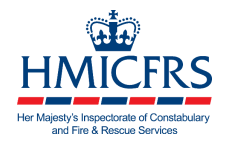 HMICFRS
Her Majesty's Inspectorate of Constabulary
and Fire & Rescue Services